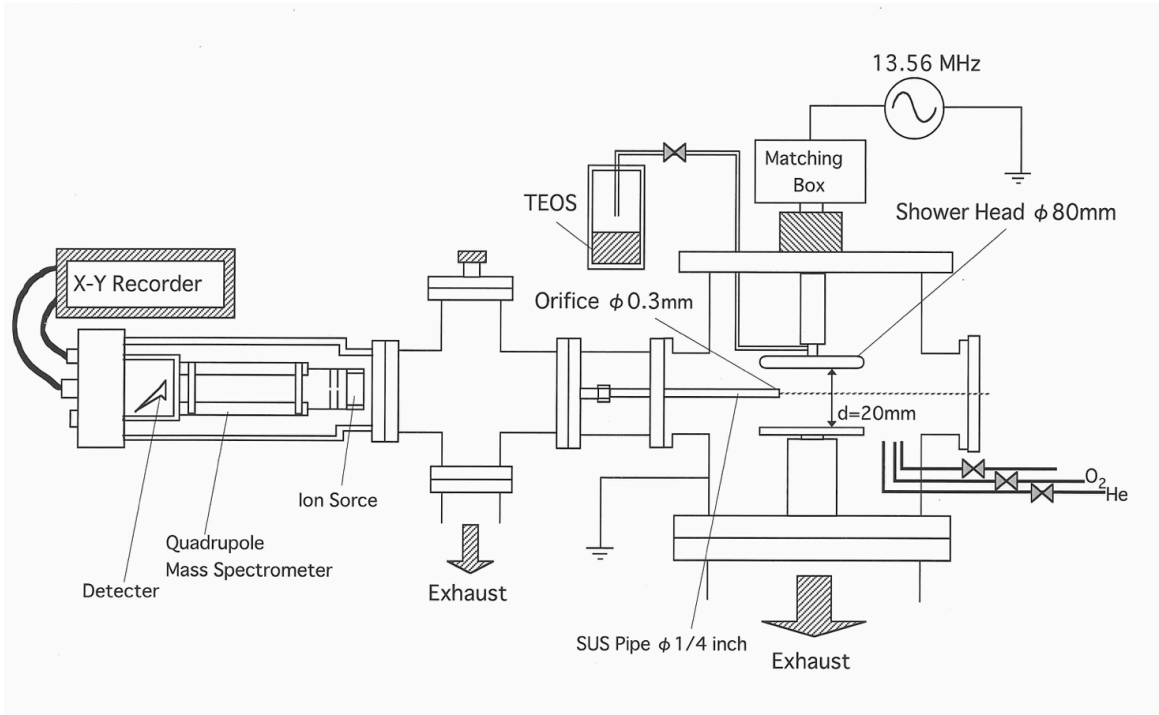 13.56 MHz
Matching
Box
TEOS
Shower Head φ80mm
X-Y Recorder
Orifice φ0.3mm
d=20mm
O2
He
Ion Sorce
Quadrupole
Mass Spectrometer
Detecter
Exhaust
SUS Pipe φ1/4 inch
Exhaust